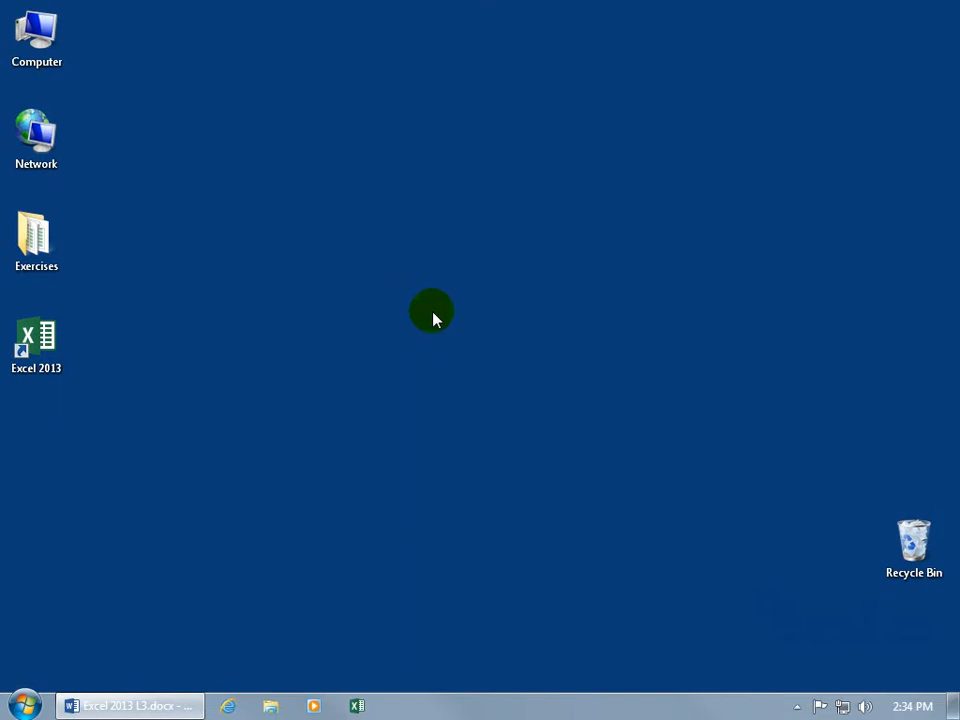 Computer
Network
Exercises
Excel 2013
Recycle Bin
Excel 2013 L3.docx - ...
2:34 PM